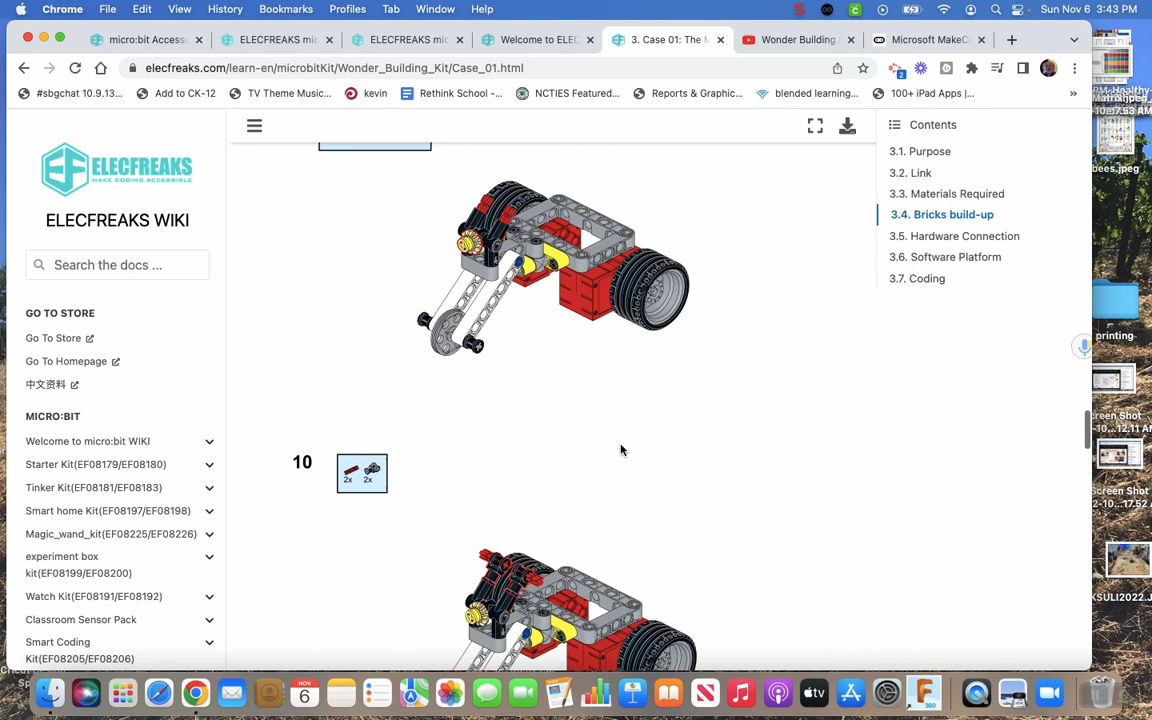 Chrome File Edit View History Bookmarks Profiles Tab Window Help Sun Nov 6 3:43 PM
micro:bit Access ELECFREAKS mic ELECFREAKS mic Welcome to ELEC 3. Case 01: The M Wonder Building Microsoft MakeC
elecfreaks.com/learn-en/microbitKit/Wonder_Building_Kit/Case_01.html
#sbgchat 10.9.13... Add to CK-12 TV Theme Music... kevin Rethink School -... NCTIES Featured... Reports & Graphic... blended learning... 100+ iPad Apps |... »
ELECFREAKS
MAKE CODING ACCESSIBLE
ELECFREAKS WIKI
Search the docs ...
GO TO STORE
Go To Store
Go To Homepage
中文资料
MICRO:BIT
Welcome to micro:bit WIKI
Starter Kit(EF08179/EF08180)
Tinker Kit(EF08181/EF08183)
Smart home Kit(EF08197/EF08198)
Magic_wand_kit(EF08225/EF08226)
experiment box
kit(EF08199/EF08200)
Watch Kit(EF08191/EF08192)
Classroom Sensor Pack
Smart Coding
Kit(EF08205/EF08206)
10
2x 2x
Contents
3.1. Purpose
3.2. Link
3.3. Materials Required
3.4. Bricks build-up
3.5. Hardware Connection
3.6. Software Platform
3.7. Coding
bees.jpeg
printing
NOV
6
360